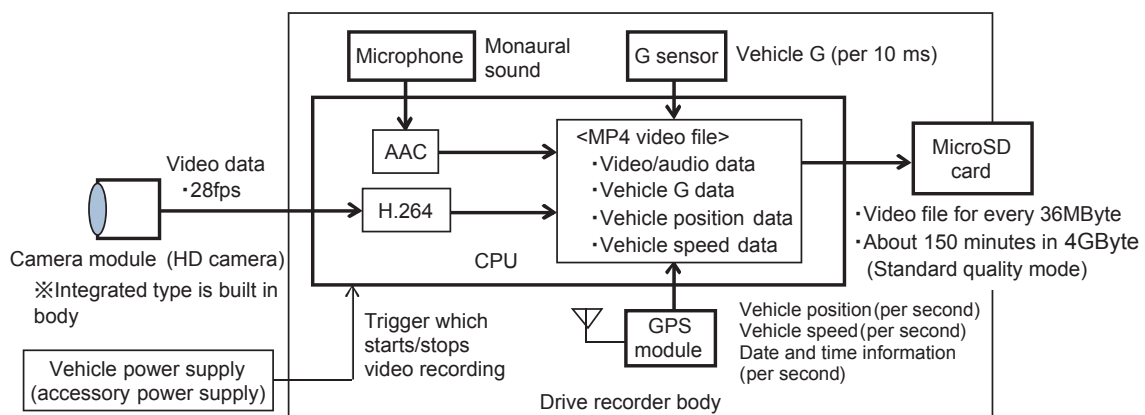 Microphone
Monaural
sound
G sensor
Vehicle G (per 10 ms)
AAC
<MP4 video file>
・Video/audio data
・Vehicle G data
・Vehicle position data
・Vehicle speed data
MicroSD
card
Video data
・28fps
H.264
CPU
・Video file for every 36MByte
・About 150 minutes in 4GByte
(Standard quality mode)
Camera module (HD camera)
※Integrated type is built in
body
Trigger which
starts/stops
video recording
GPS
module
Vehicle position (per second)
Vehicle speed (per second)
Date and time information
(per second)
Vehicle power supply
(accessory power supply)
Drive recorder body